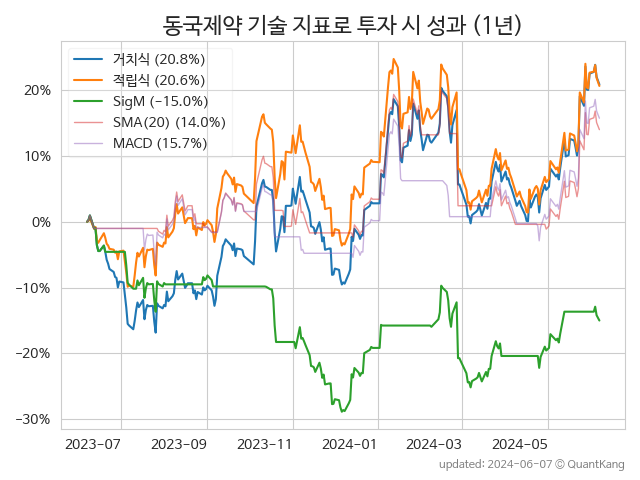 동국제약 기술 지표로 투자 시 성과 (1년)
거치식 (20.8%)
적립식 (20.6%)
SigM (−15.0%)
SMA(20) (14.0%)
MACD (15.7%)
20%
10%
0%
−10%
−20%
−30%
2023-07 2023-09 2023-11 2024-01 2024-03 2024-05
updated: 2024-06-07 © QuantKang